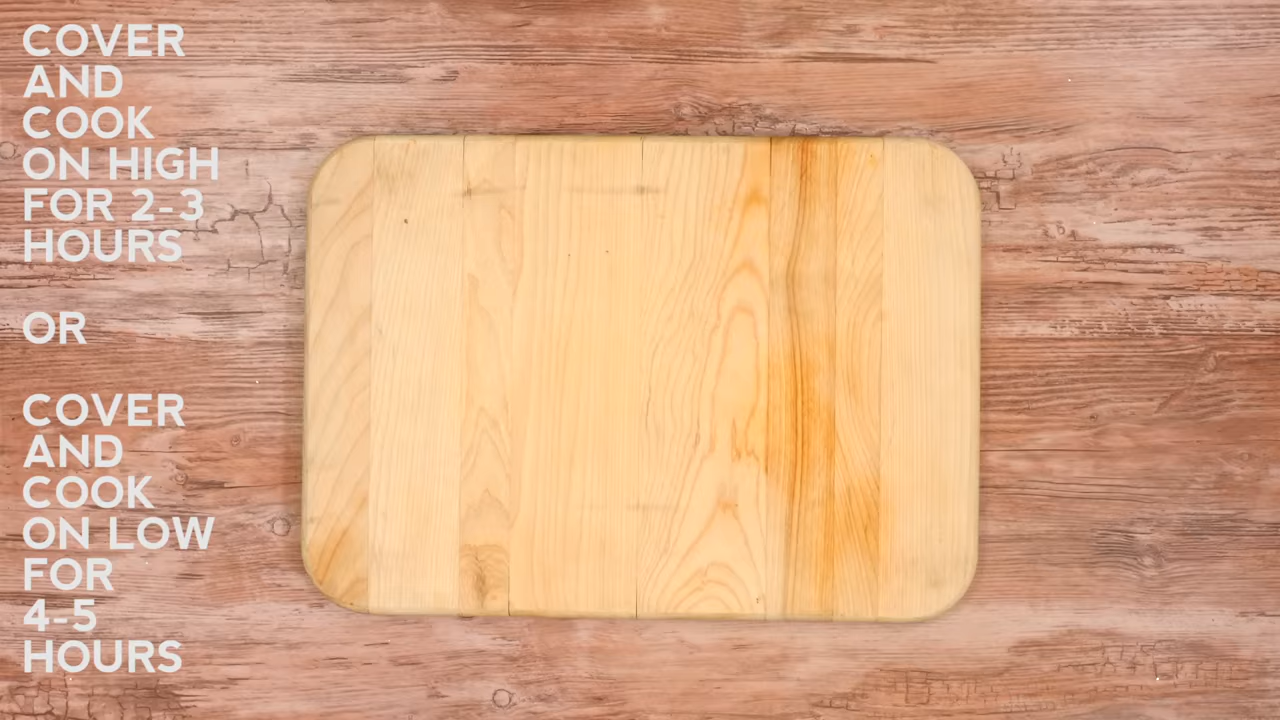 COVER
AND
COOK
ON HIGH
FOR 2-3
HOURS
OR
COVER
AND
COOK
ON LOW
FOR
4-5
HOURS